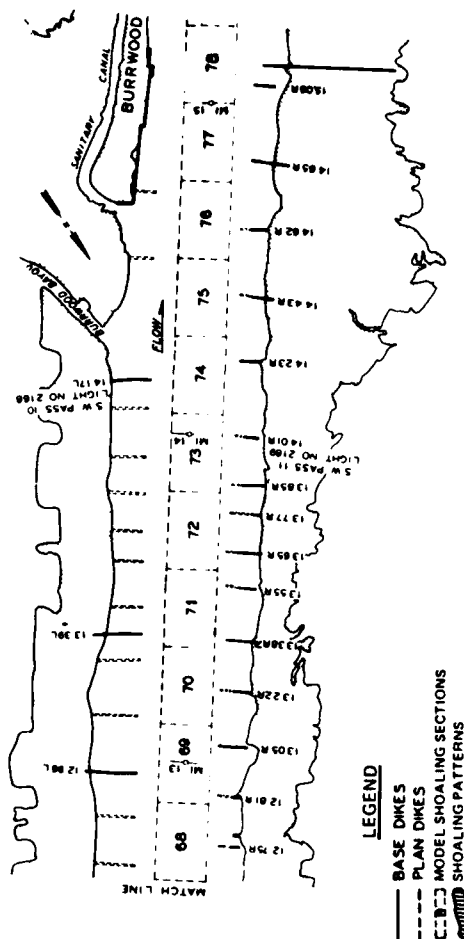 SANITARY CANAL
BURRWOOD
BURRWOOD BAYOU
FLOW
S.W. PASS 10
LIGHT NO 2168
14.17L
13.39L
12.98L
MATCH LINE
68
69
70
71
72
73
74
75
76
77
78
MI. 13
MI. 14
MI. 15
12.75R
12.81R
13.05R
13.22R
13.38R
13.55R
13.65R
13.77R
13.85R
14.01R
S.W. PASS 11
LIGHT NO 2189
14.23R
14.43R
14.62R
14.85R
15.08R
LEGEND
BASE DIKES
PLAN DIKES
MODEL SHOALING SECTIONS
SHOALING PATTERNS